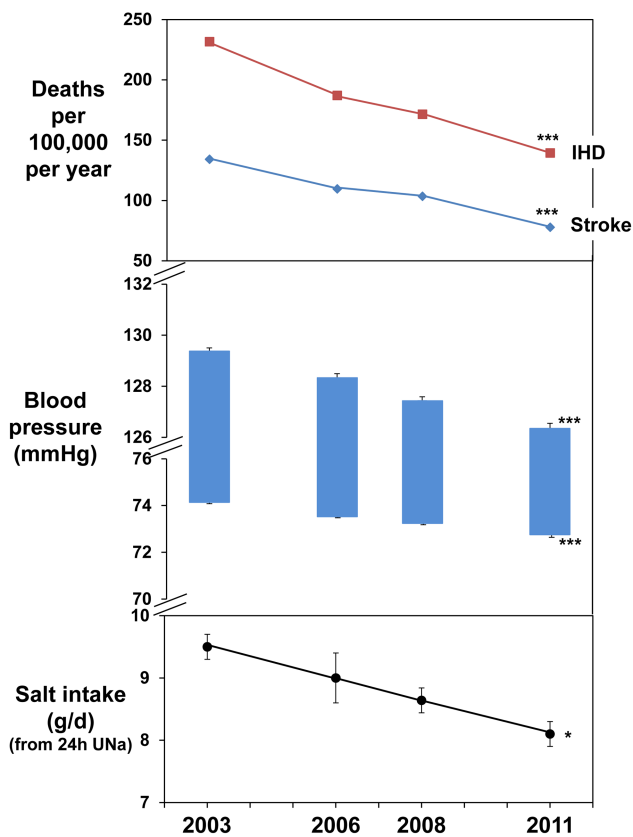 250
200
150
100
50
Deaths
per
100,000
per year
***
IHD
***
Stroke
132
130
128
126
76
74
72
70
Blood
pressure
(mmHg)
***
***
10
9
8
7
Salt intake
(g/d)
(from 24h UNa)
*
2003 2006 2008 2011